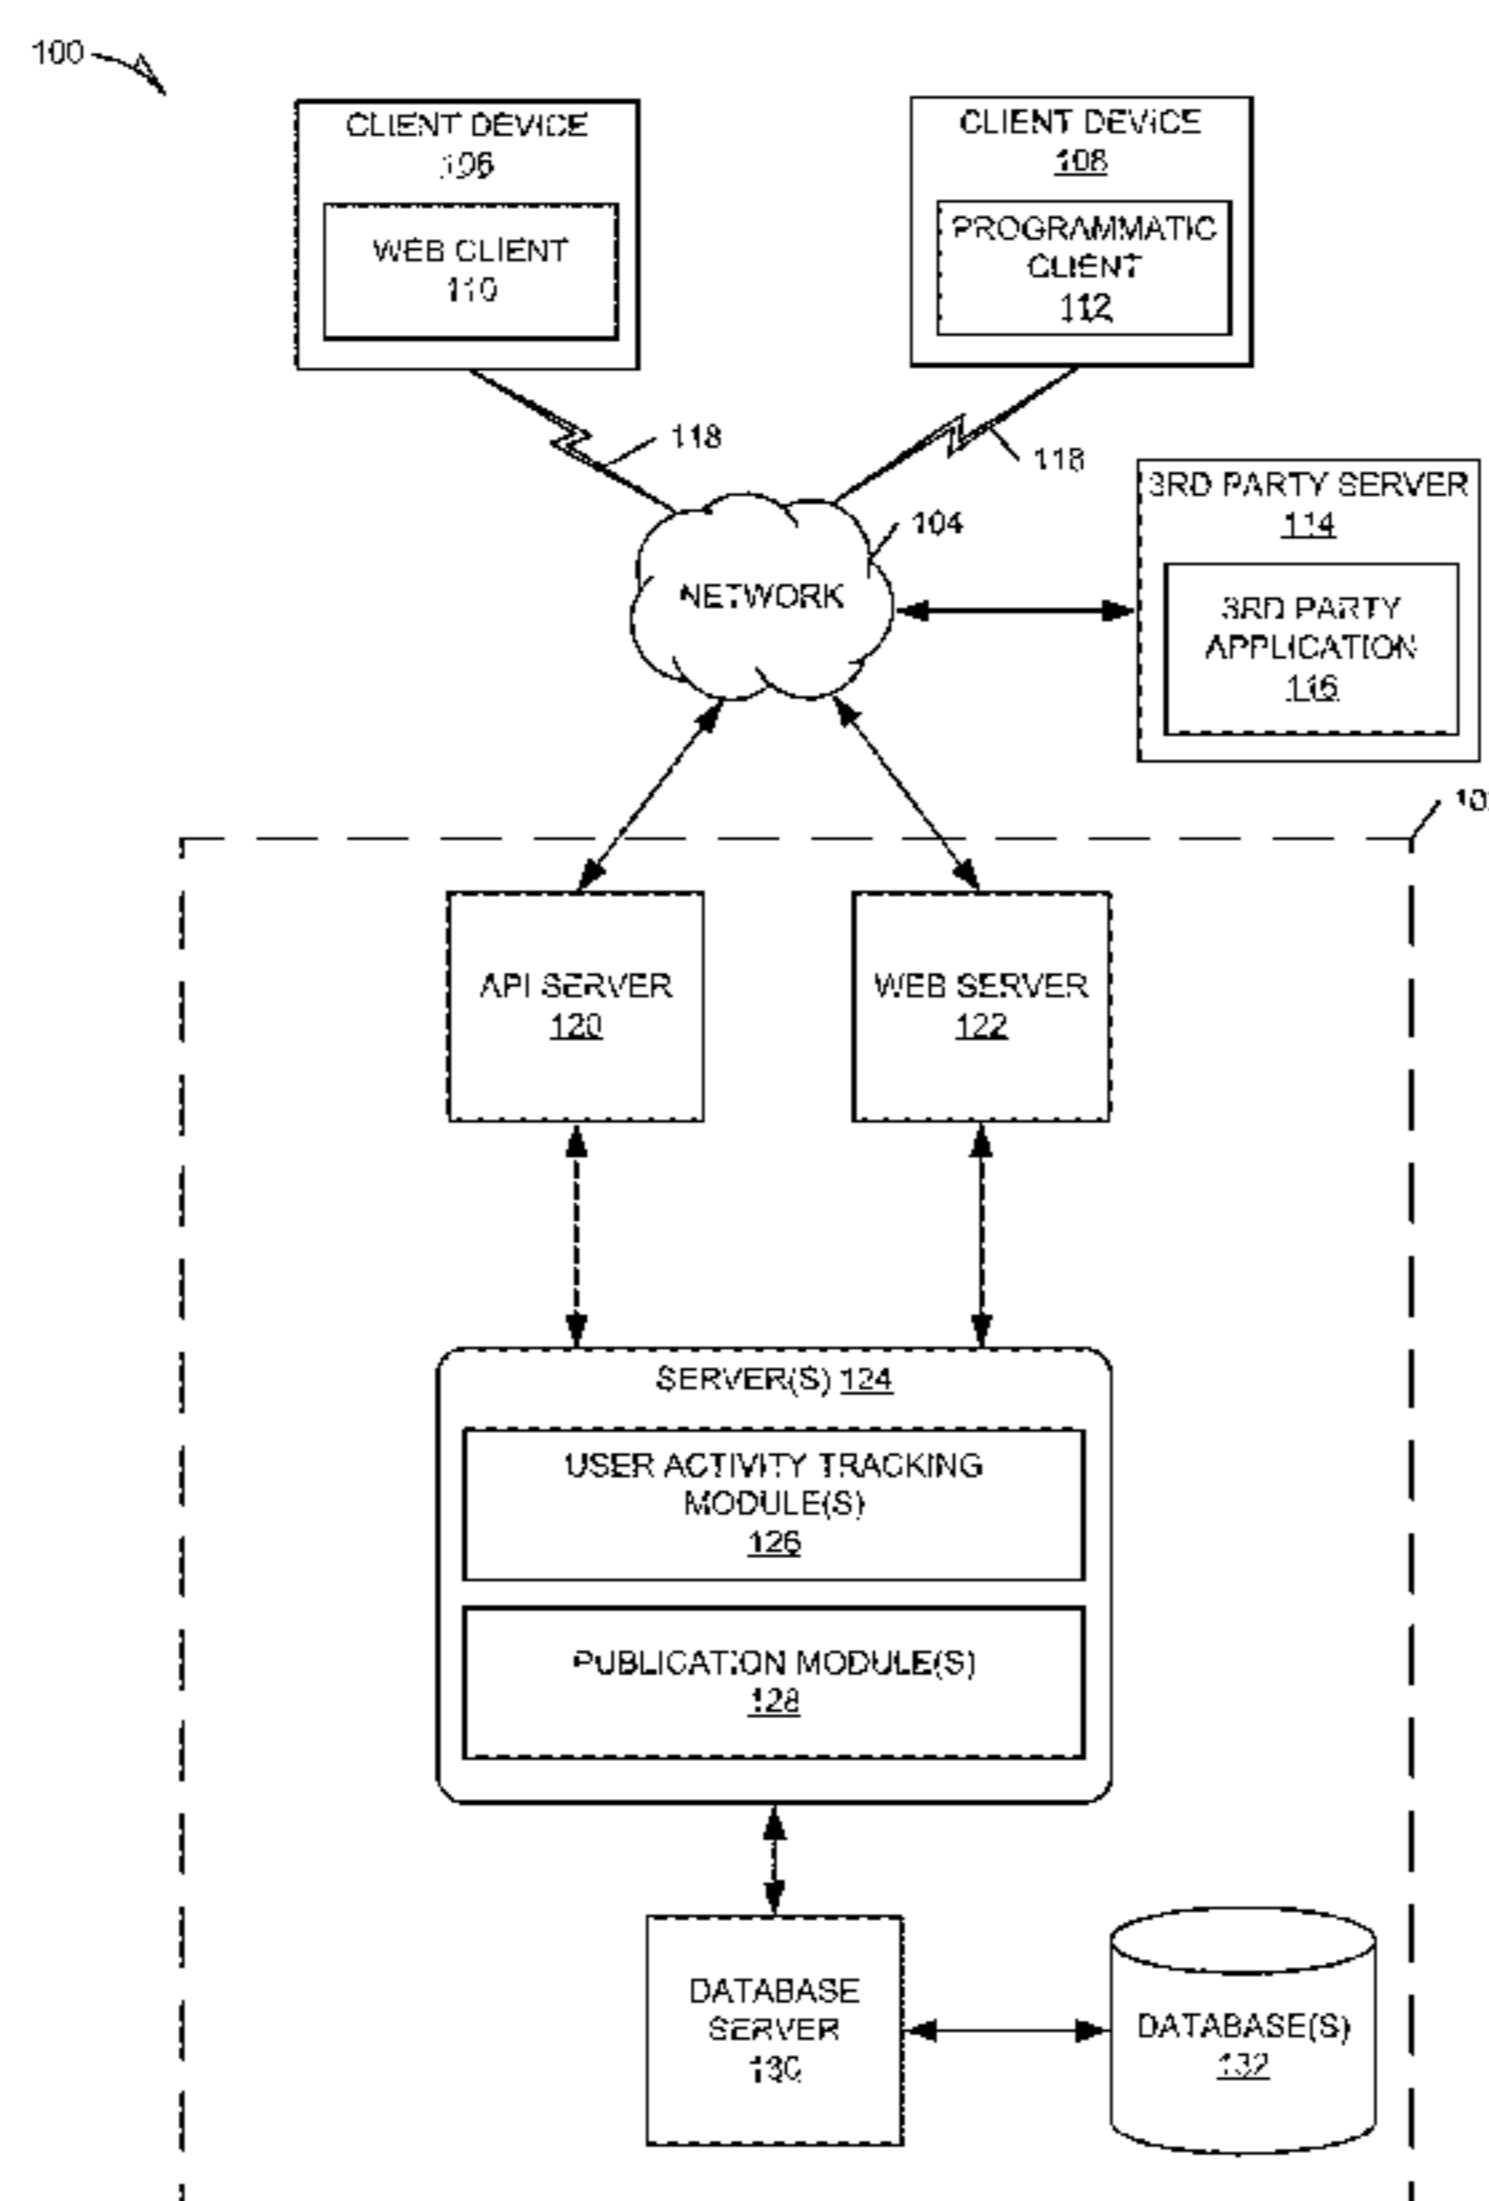 100
CLIENT DEVICE
106
WEB CLIENT
110
CLIENT DEVICE
108
PROGRAMMATIC
CLIENT
112
118
118
3RD PARTY SERVER
114
3RD PARTY
APPLICATION
116
104
NETWORK
API SERVER
120
WEB SERVER
122
SERVER(S) 124
USER ACTIVITY TRACKING
MODULE(S)
126
PUBLICATION MODULE(S)
128
DATABASE
SERVER
130
DATABASE(S)
132